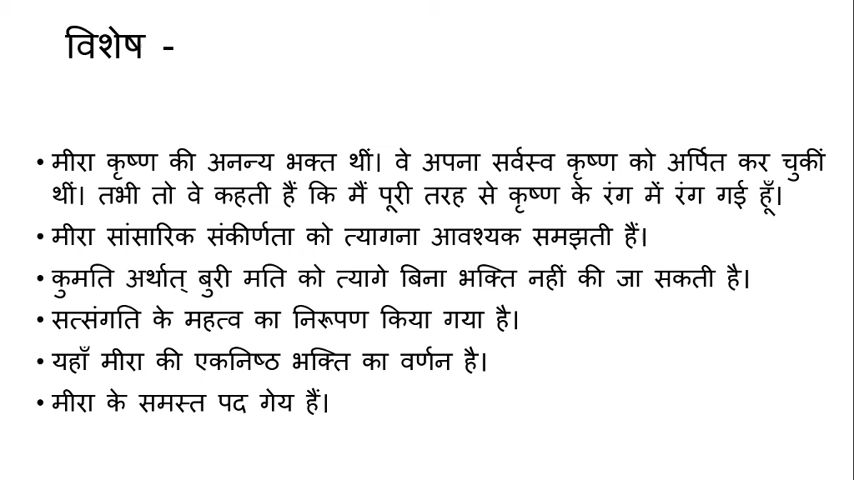 विशेष -
• मीरा कृष्ण की अनन्य भक्त थीं। वे अपना सर्वस्व कृष्ण को अर्पित कर चुकीं
थीं। तभी तो वे कहती हैं कि मैं पूरी तरह से कृष्ण के रंग में रंग गई हूँ।
• मीरा सांसारिक संकीर्णता को त्यागना आवश्यक समझती हैं।
• कुमति अर्थात् बुरी मति को त्यागे बिना भक्ति नहीं की जा सकती है।
• सत्संगति के महत्व का निरूपण किया गया है।
• यहाँ मीरा की एकनिष्ठ भक्ति का वर्णन है।
• मीरा के समस्त पद गेय हैं।